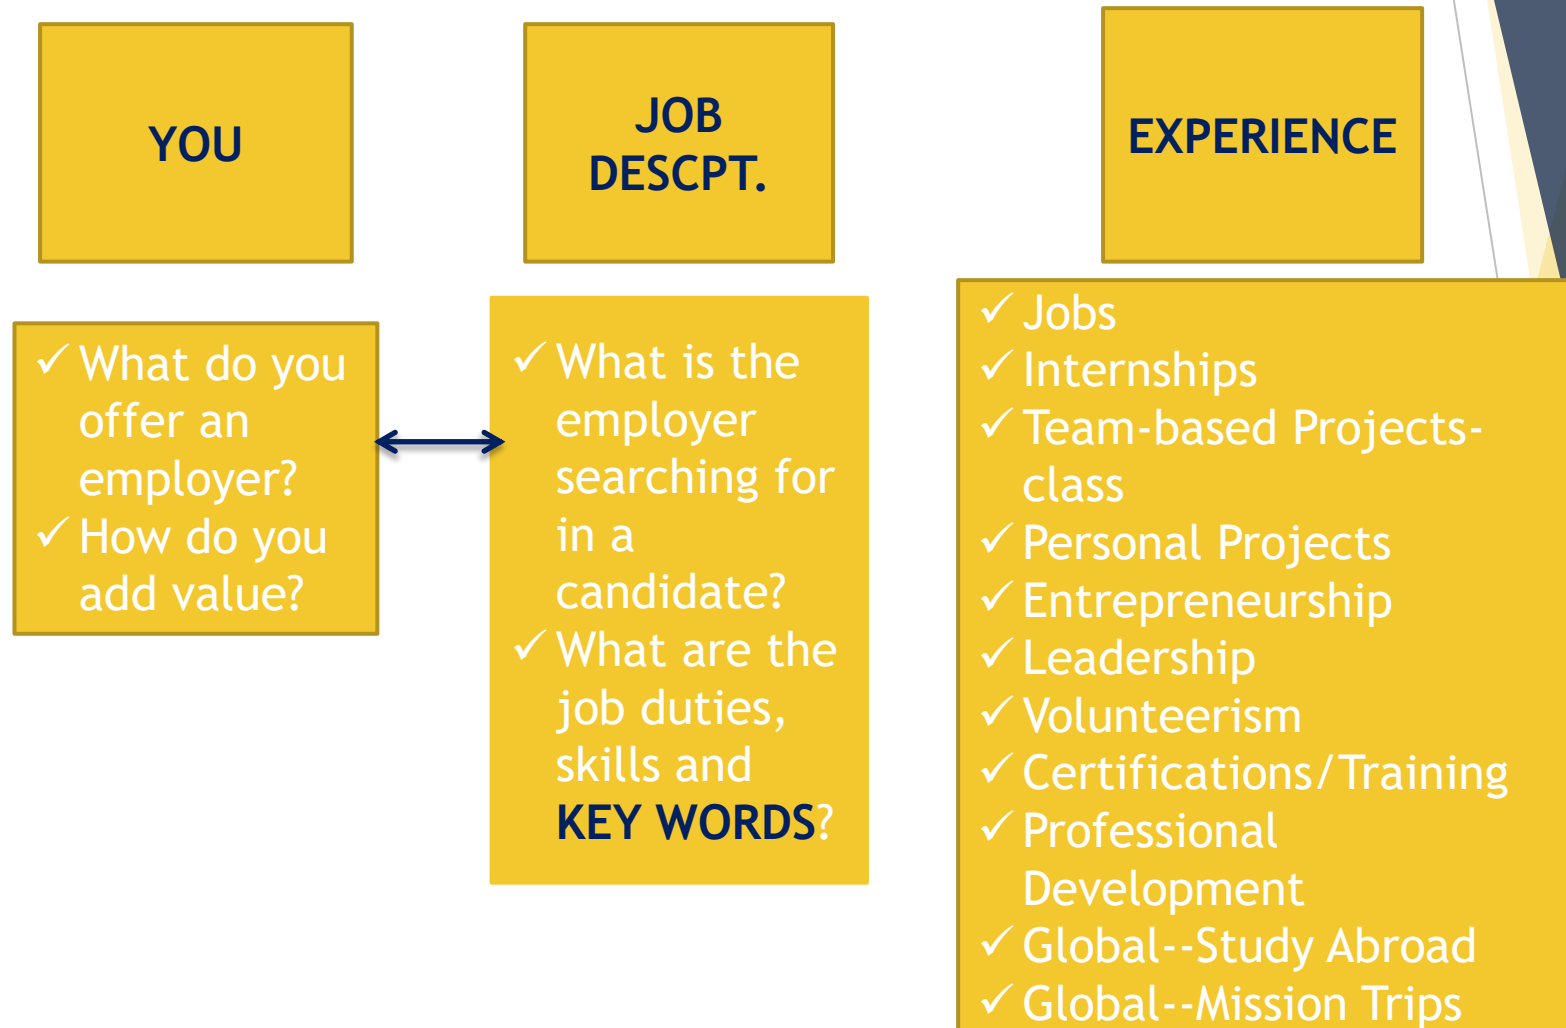 YOU
✓ What do you
offer an
employer?
✓ How do you
add value?
JOB
DESCPT.
✓ What is the
employer
searching for
in a
candidate?
✓ What are the
job duties,
skills and
KEY WORDS?
EXPERIENCE
✓ Jobs
✓ Internships
✓ Team-based Projects-
class
✓ Personal Projects
✓ Entrepreneurship
✓ Leadership
✓ Volunteerism
✓ Certifications/Training
✓ Professional
Development
✓ Global--Study Abroad
✓ Global--Mission Trips